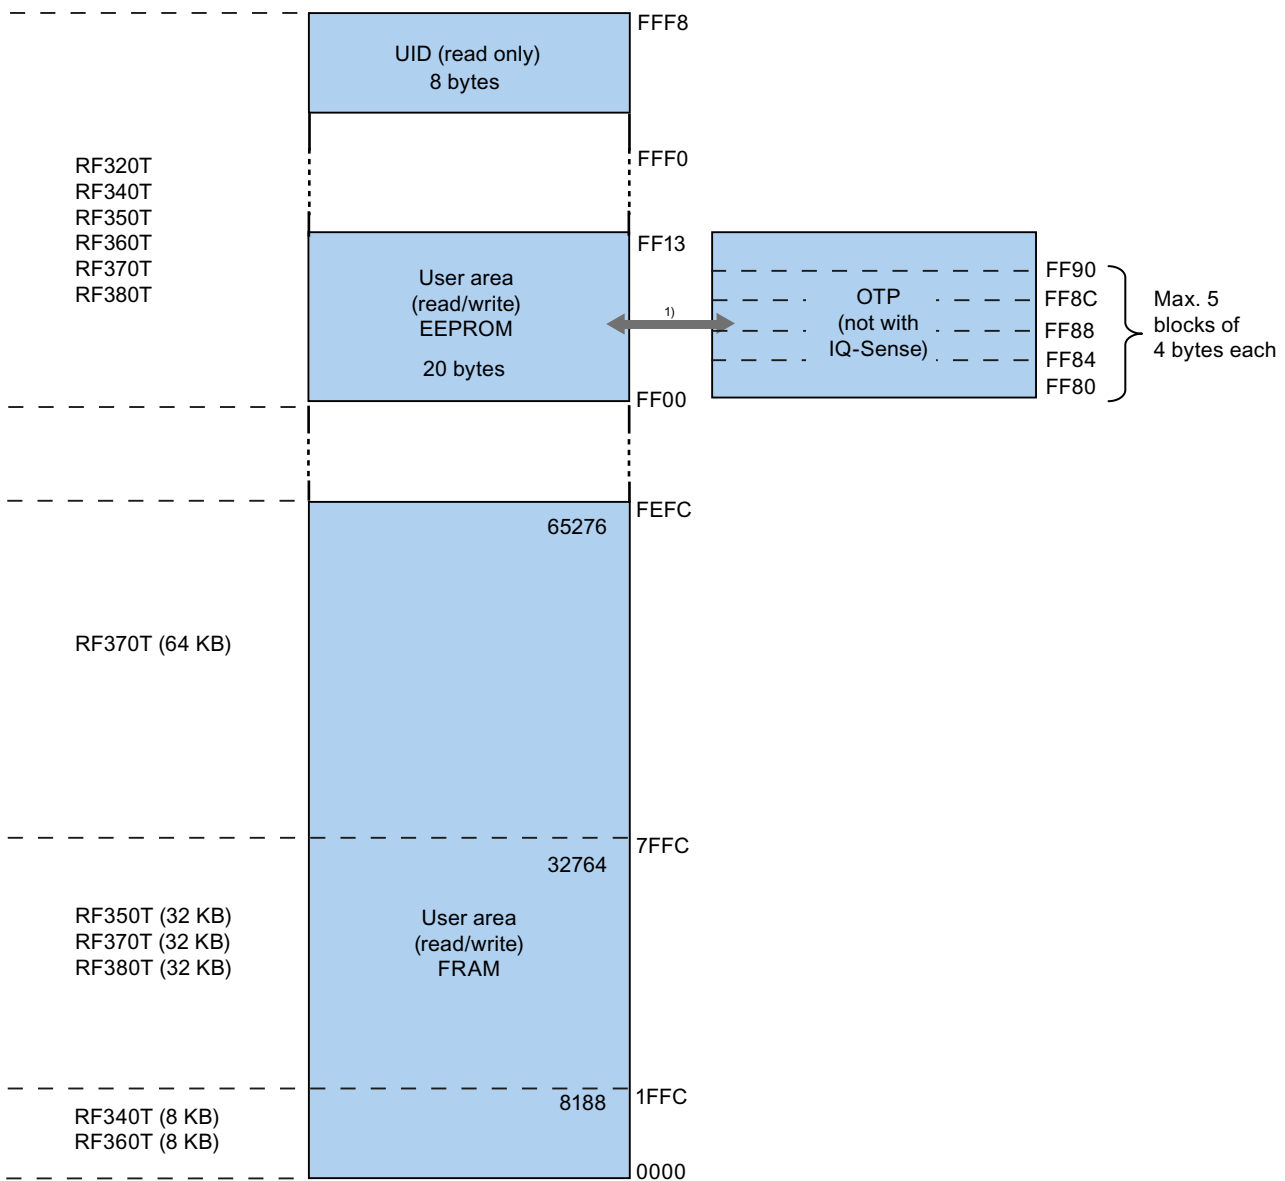 FFF8
UID (read only)
8 bytes
FFF0
RF320T
RF340T
RF350T
RF360T
RF370T
RF380T
FF13
User area
(read/write)
EEPROM
20 bytes
1)
OTP
(not with
IQ-Sense)
FF90
FF8C
FF88
FF84
FF80
Max. 5
blocks of
4 bytes each
FF00
FEFC
65276
RF370T (64 KB)
7FFC
32764
RF350T (32 KB)
RF370T (32 KB)
RF380T (32 KB)
User area
(read/write)
FRAM
1FFC
8188
RF340T (8 KB)
RF360T (8 KB)
0000